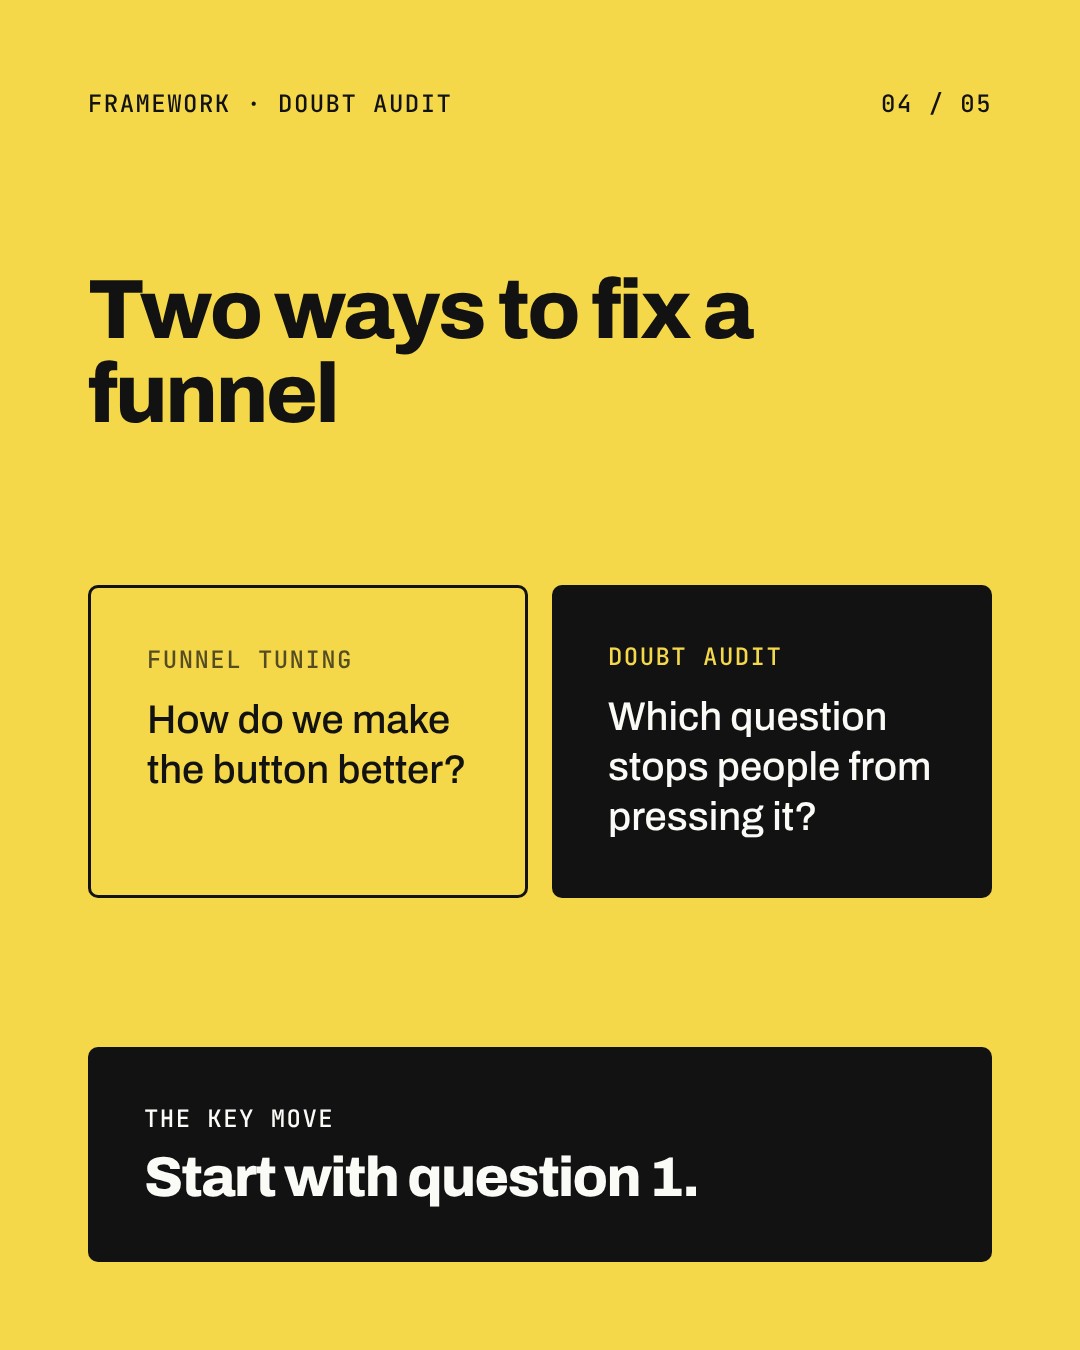 FRAMEWORK · DOUBT AUDIT
04 / 05
Two ways to fix a
funnel
FUNNEL TUNING
How do we make
the button better?
DOUBT AUDIT
Which question
stops people from
pressing it?
THE KEY MOVE
Start with question 1.